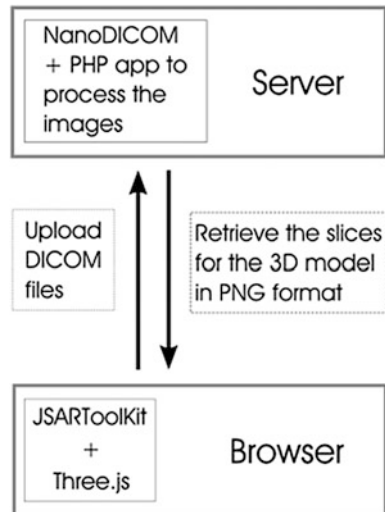 NanoDICOM
+ PHP app to
process the
images
Server
Upload
DICOM
files
Retrieve the slices
for the 3D model
in PNG format
JSARToolKit
+
Three.js
Browser